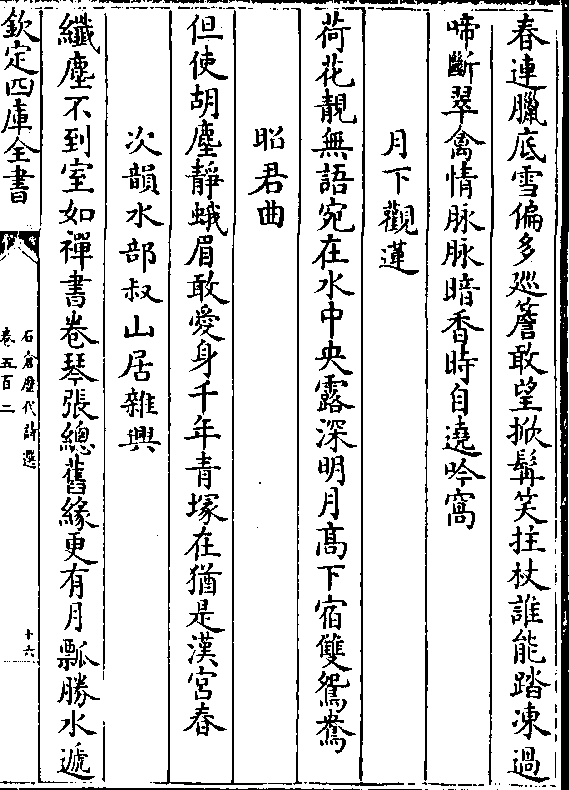 春連臘底雪偏多廵簷敢望掀髯笑拄杖誰能踏凍過
啼斷翠禽情脉脉暗香時自遶吟窩
月下觀蓮
荷花靚無語宛在水中央露深明月高下宿雙鴛鴦
昭君曲
但使胡塵靜蛾眉敢愛身千年青塚在猶是漢宮春
次韻水部叔山居雜興
纖塵不到室如禪書卷琴張總舊緣更有月瓢勝水遞
欽定四庫全書
石倉歴代詩選
卷五百二
十六